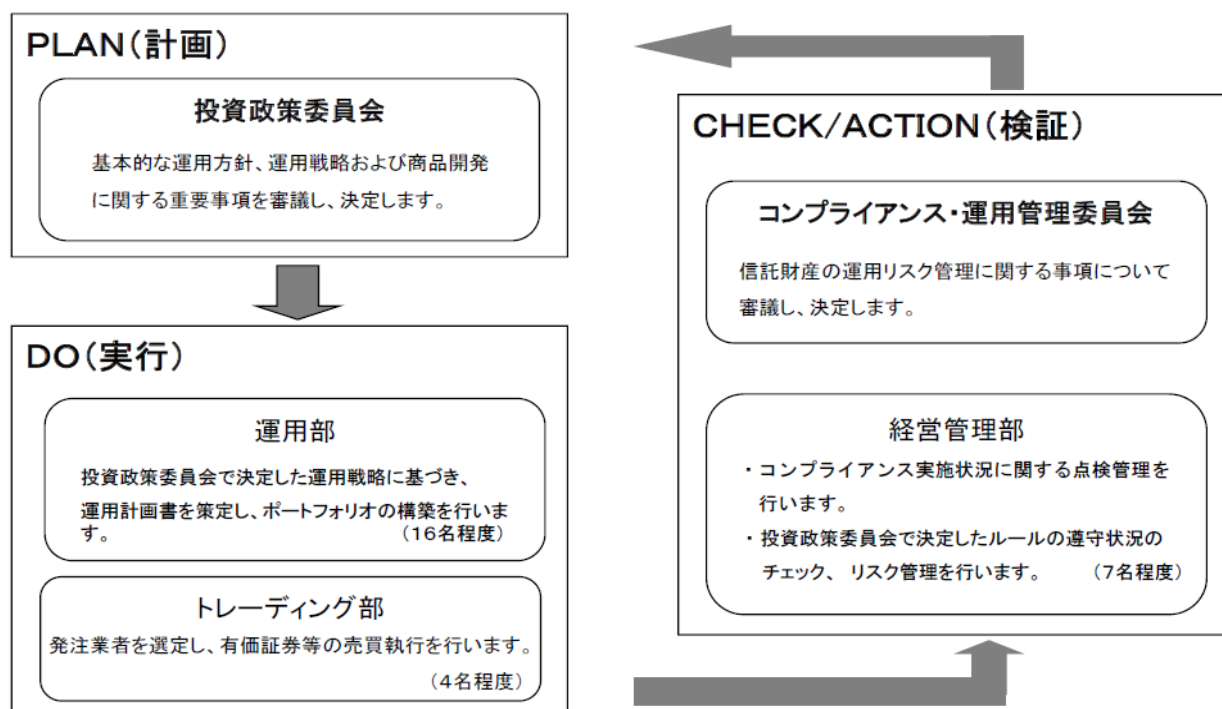 PLAN(計画)
投資政策委員会
基本的な運用方針、運用戦略および商品開発
に関する重要事項を審議し、決定します。
DO(実行)
運用部
投資政策委員会で決定した運用戦略に基づき、
運用計画書を策定し、ポートフォリオの構築を行いま
す。 (16名程度)
トレーディング部
発注業者を選定し、有価証券等の売買執行を行います。
(4名程度)
CHECK/ACTION(検証)
コンプライアンス・運用管理委員会
信託財産の運用リスク管理に関する事項について
審議し、決定します。
経営管理部
・コンプライアンス実施状況に関する点検管理を
行います。
・投資政策委員会で決定したルールの遵守状況の
チェック、リスク管理を行います。 (7名程度)